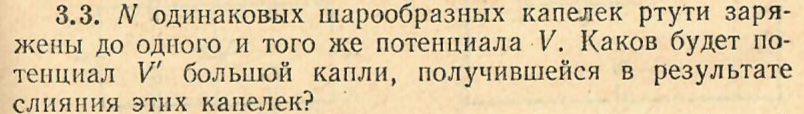 3.3. N одинаковых шарообразных капелек ртути заря-
жены до одного и того же потенциала V. Каков будет по-
тенциал V′ большой капли, получившейся в результате
слияния этих капелек?